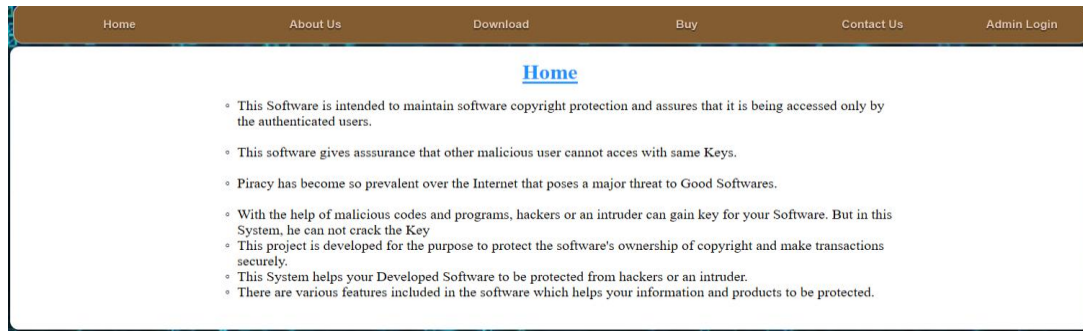 Home About Us Download Buy Contact Us Admin Login
Home
This Software is intended to maintain software copyright protection and assures that it is being accessed only by
the authenticated users.
This software gives asssurance that other malicious user cannot acces with same Keys.
Piracy has become so prevalent over the Internet that poses a major threat to Good Softwares.
With the help of malicious codes and programs, hackers or an intruder can gain key for your Software. But in this
System, he can not crack the Key
This project is developed for the purpose to protect the software's ownership of copyright and make transactions
securely.
This System helps your Developed Software to be protected from hackers or an intruder.
There are various features included in the software which helps your information and products to be protected.